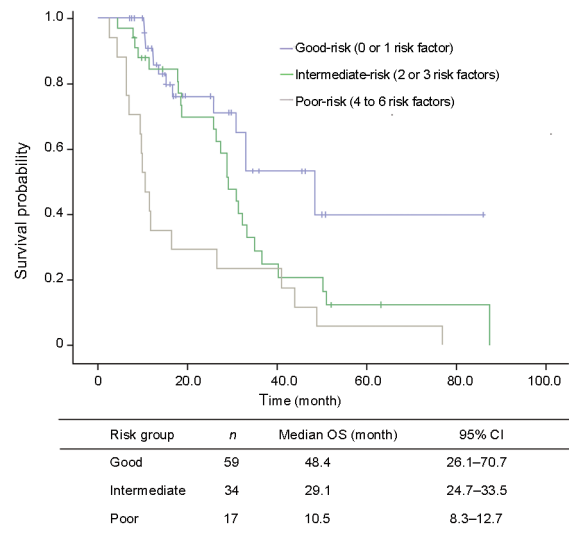 1.0
0.8
0.6
0.4
0.2
0
Survival probability
Good-risk (0 or 1 risk factor)
Intermediate-risk (2 or 3 risk factors)
Poor-risk (4 to 6 risk factors)
0 20.0 40.0 60.0 80.0 100.0
Time (month)
Risk group n Median OS (month) 95% CI
Good 59 48.4 26.1–70.7
Intermediate 34 29.1 24.7–33.5
Poor 17 10.5 8.3–12.7